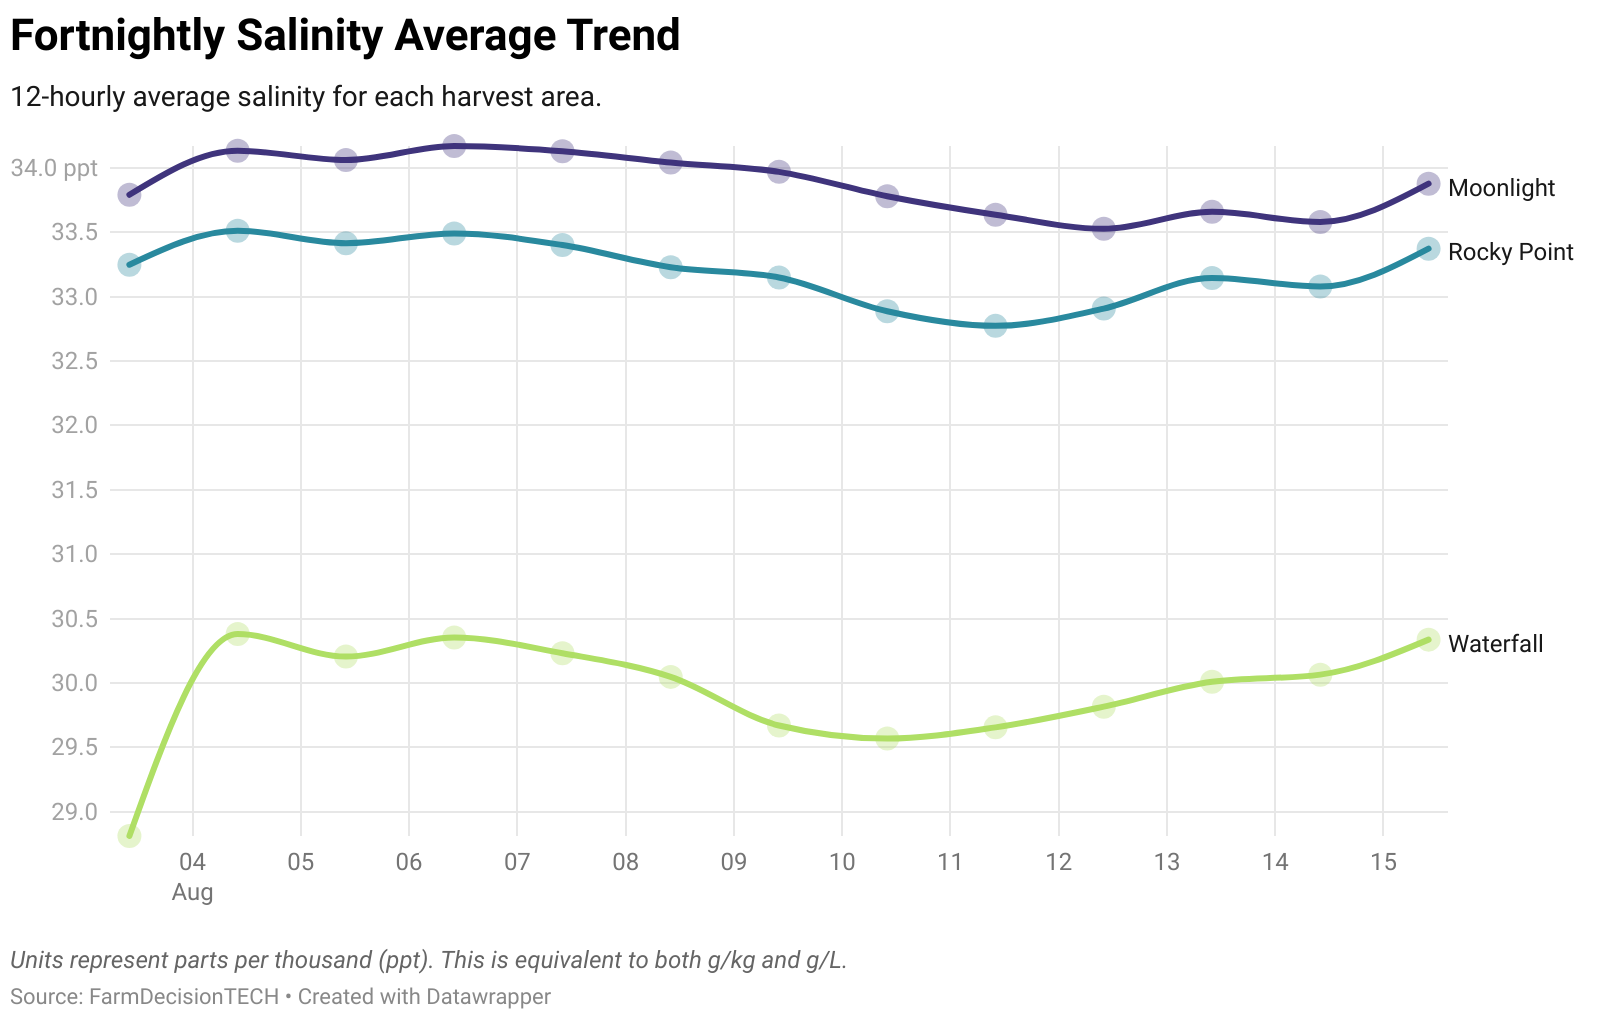 Fortnightly Salinity Average Trend
12-hourly average salinity for each harvest area.
34.0 ppt
33.5
33.0
32.5
32.0
31.5
31.0
30.5
30.0
29.5
29.0
Moonlight
Rocky Point
Waterfall
04 05 06 07 08 09 10 11 12 13 14 15
Aug
Units represent parts per thousand (ppt). This is equivalent to both g/kg and g/L.
Source: FarmDecisionTECH • Created with Datawrapper